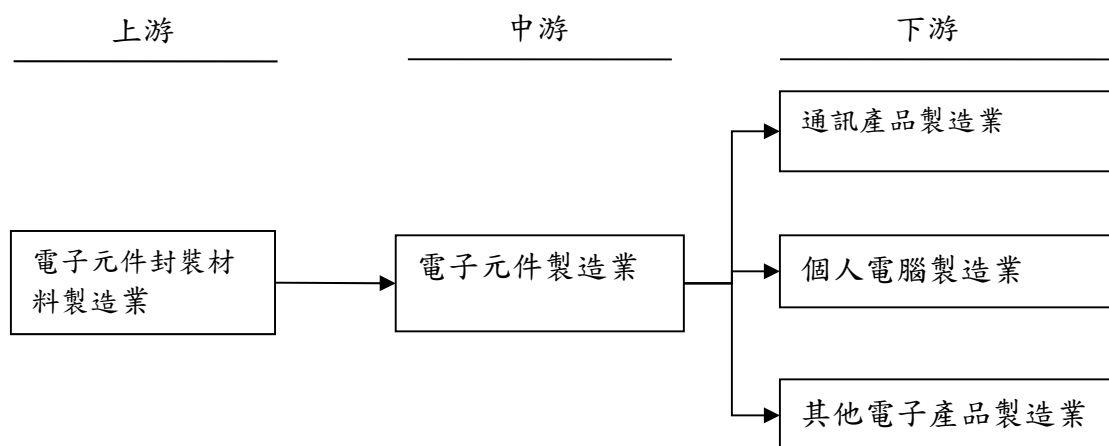 上游
中游
下游
通訊產品製造業
電子元件封裝材
料製造業
電子元件製造業
個人電腦製造業
其他電子產品製造業